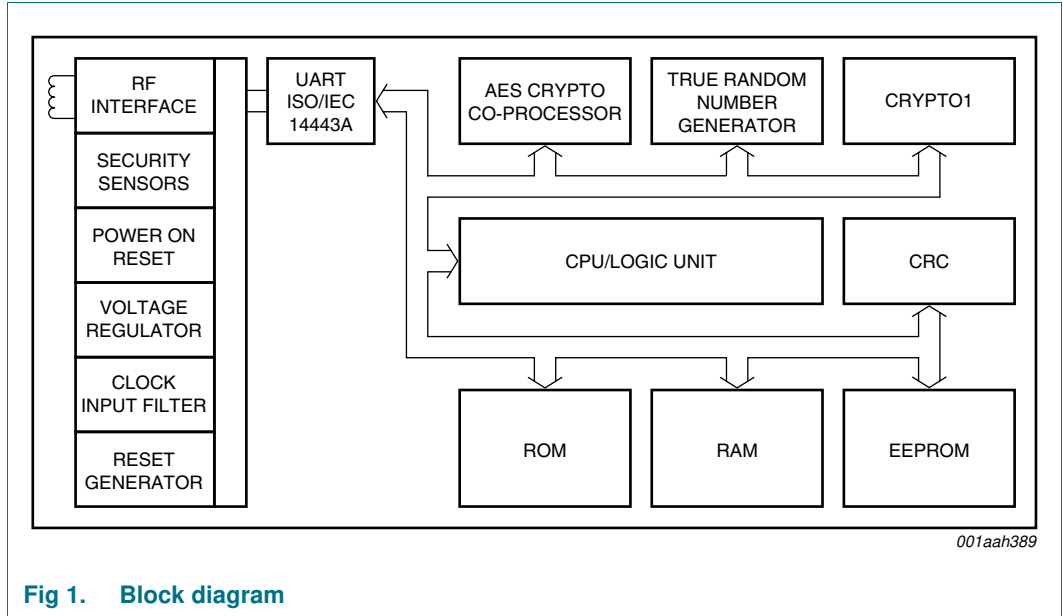 RF
INTERFACE
SECURITY
SENSORS
POWER ON
RESET
VOLTAGE
REGULATOR
CLOCK
INPUT FILTER
RESET
GENERATOR
UART
ISO/IEC
14443A
AES CRYPTO
CO-PROCESSOR
TRUE RANDOM
NUMBER
GENERATOR
CRYPTO1
CPU/LOGIC UNIT
CRC
ROM
RAM
EEPROM
001aah389
Fig 1. Block diagram